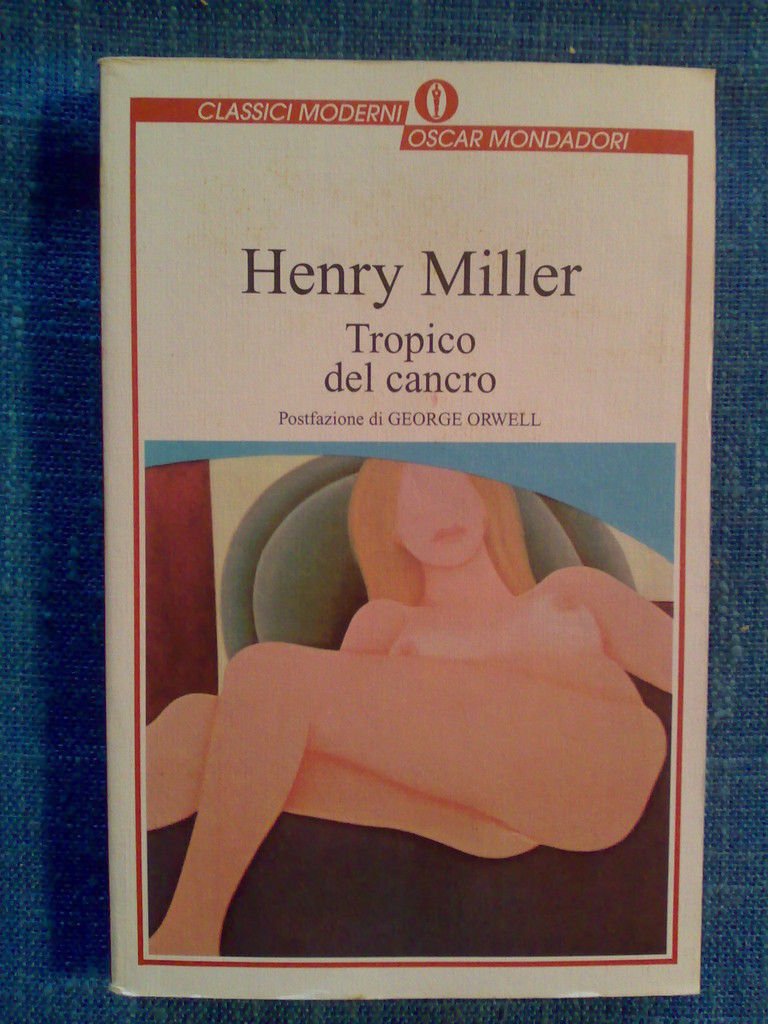 CLASSICI MODERNI
OSCAR MONDADORI
Henry Miller
Tropico
del cancro
Postfazione di GEORGE ORWELL